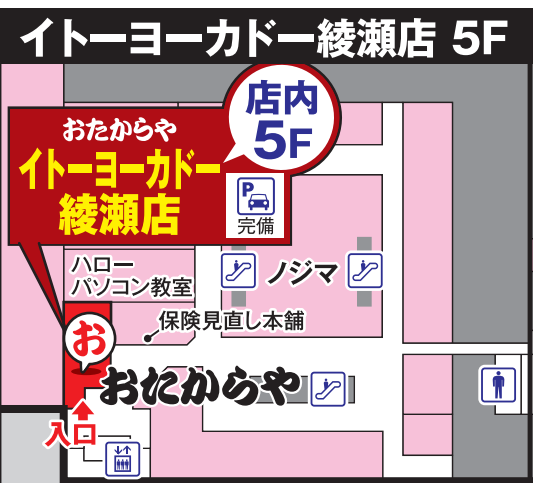 イトーヨーカドー綾瀬店 5F
店内
5F
おたからや
イトーヨーカドー
綾瀬店
P
完備
ハロー
パソコン教室
ノジマ
保険見直し本舗
お
おたからや
入口